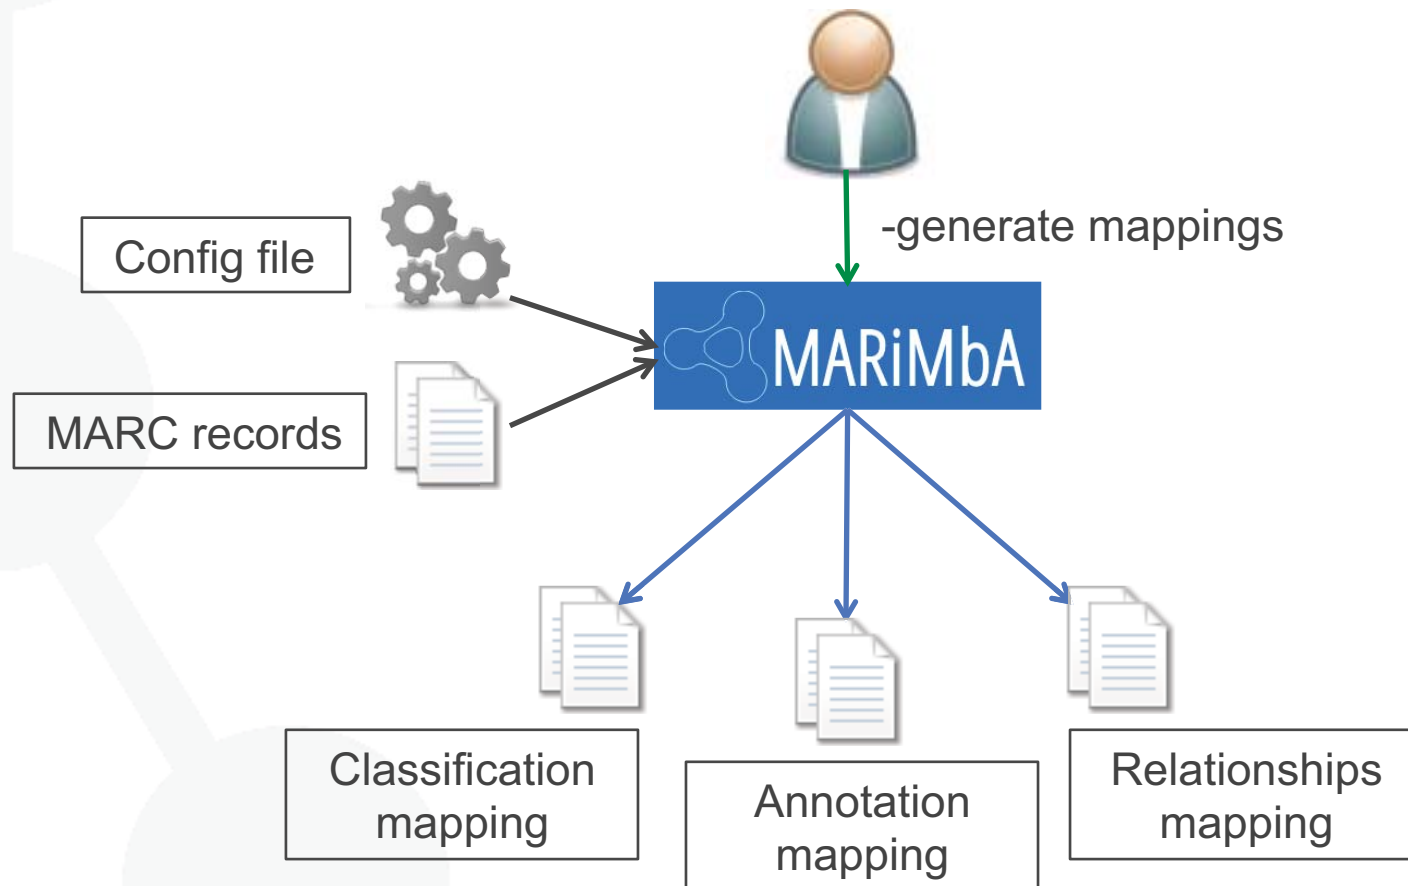 -generate mappings
Config file
MARiMbA
MARC records
Classification
mapping
Annotation
mapping
Relationships
mapping